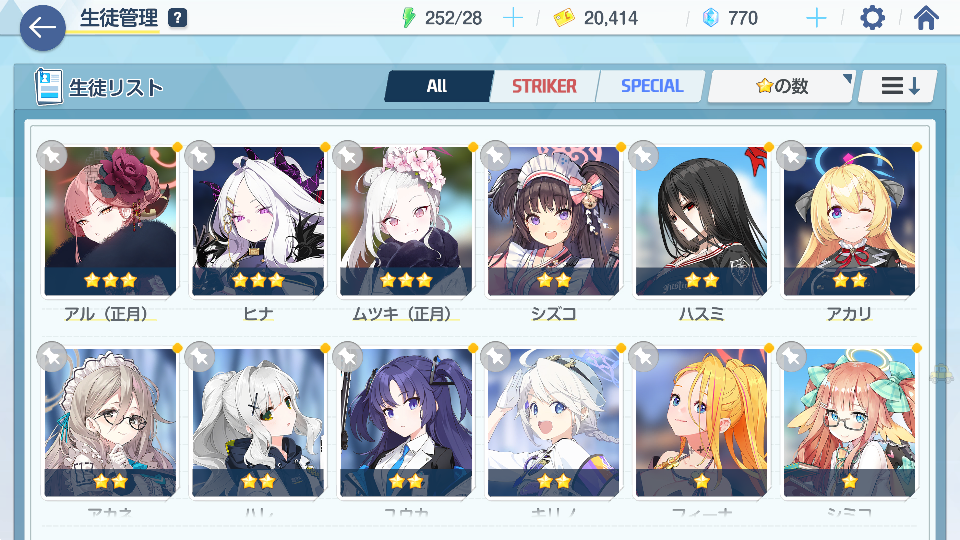 生徒管理 ?
252/28
20,414
770
生徒リスト
All
STRIKER
SPECIAL
の数
アル（正月）
ヒナ
ムツキ（正月）
シズコ
ハスミ
アカリ
アカネ
ハレ
ユウカ
キリノ
フィーナ
シミコ